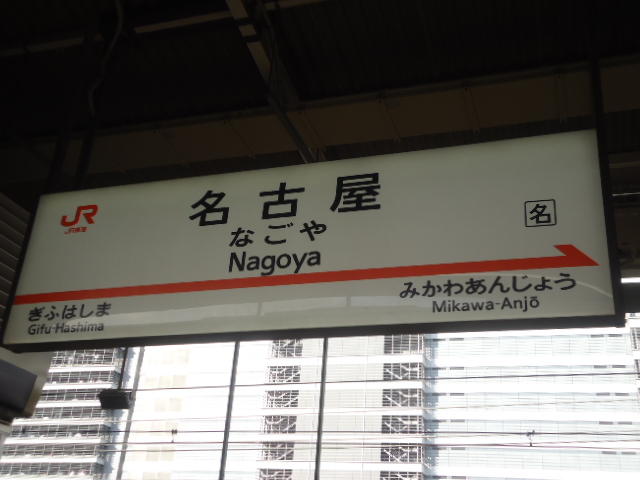 JR
JR東海
名古屋
なごや
Nagoya
名
ぎふはしま
Gifu-Hashima
みかわあんじょう
Mikawa-Anjō